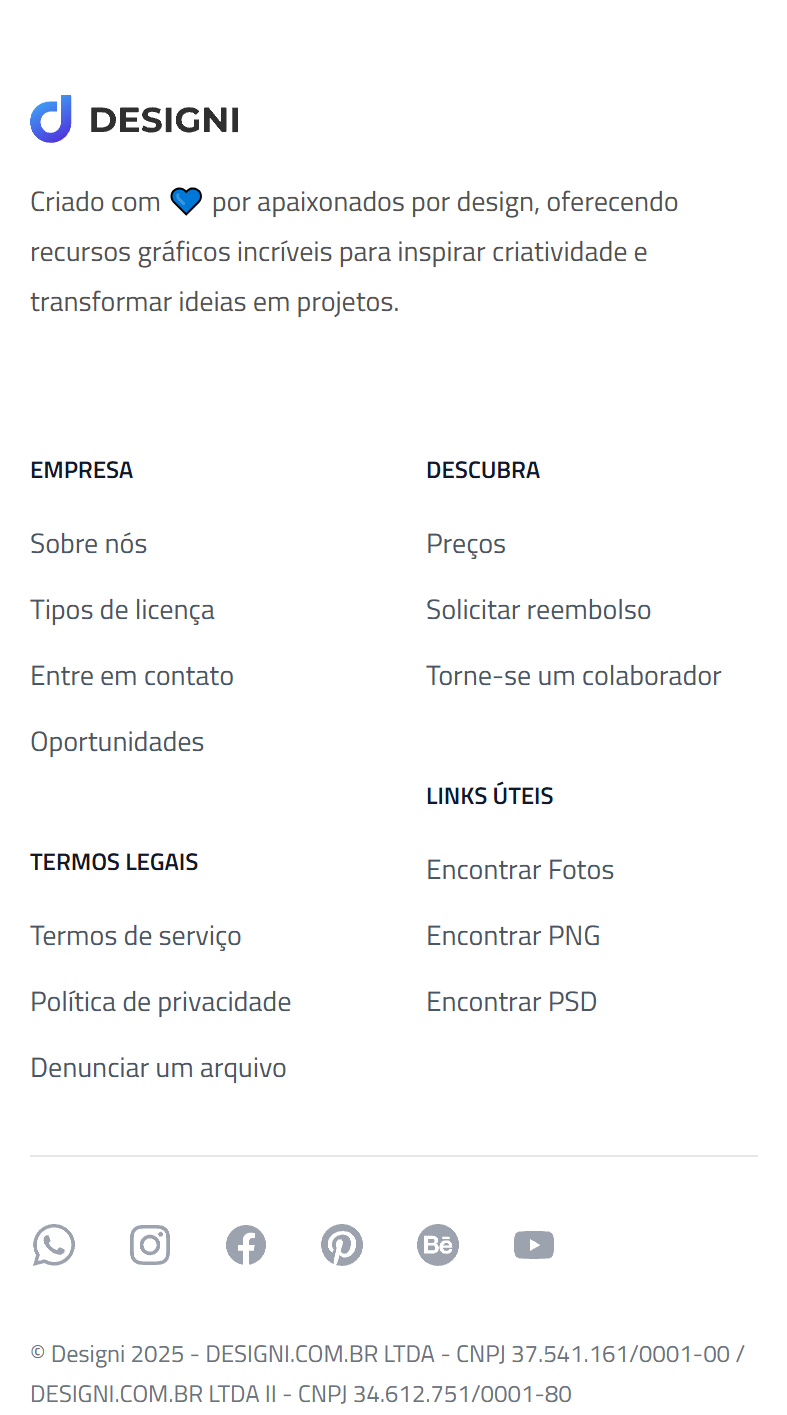 DESIGNI
Criado com 💙 por apaixonados por design, oferecendo
recursos gráficos incríveis para inspirar criatividade e
transformar ideias em projetos.
EMPRESA
Sobre nós
Tipos de licença
Entre em contato
Oportunidades
TERMOS LEGAIS
Termos de serviço
Política de privacidade
Denunciar um arquivo
DESCUBRA
Preços
Solicitar reembolso
Torne-se um colaborador
LINKS ÚTEIS
Encontrar Fotos
Encontrar PNG
Encontrar PSD
Bē
© Designi 2025 - DESIGNI.COM.BR LTDA - CNPJ 37.541.161/0001-00 /
DESIGNI.COM.BR LTDA II - CNPJ 34.612.751/0001-80